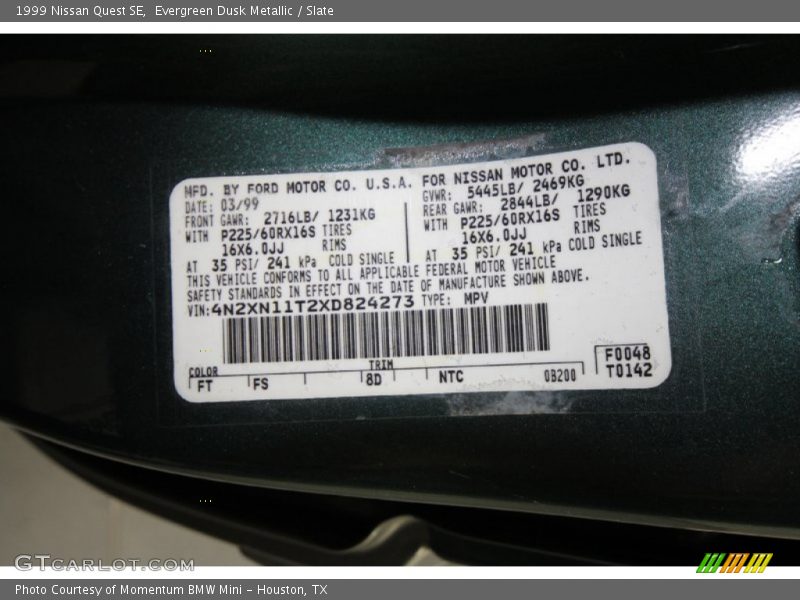 1999 Nissan Quest SE, Evergreen Dusk Metallic / Slate
MFD. BY FORD MOTOR CO. U.S.A. FOR NISSAN MOTOR CO. LTD.
DATE: 03/99 GVWR: 5445LB/ 2469KG
FRONT GAWR: 2716LB/ 1231KG REAR GAWR: 2844LB/ 1290KG
WITH P225/60RX16S TIRES WITH P225/60RX16S TIRES
16X6.0JJ RIMS 16X6.0JJ RIMS
AT 35 PSI/ 241 kPa COLD SINGLE AT 35 PSI/ 241 kPa COLD SINGLE
THIS VEHICLE CONFORMS TO ALL APPLICABLE FEDERAL MOTOR VEHICLE
SAFETY STANDARDS IN EFFECT ON THE DATE OF MANUFACTURE SHOWN ABOVE.
VIN: 4N2XN11T2XD824273 TYPE: MPV
COLOR TRIM F0048
FT FS 8D NTC 0B200 T0142
GTCARLOT.COM
Photo Courtesy of Momentum BMW Mini - Houston, TX